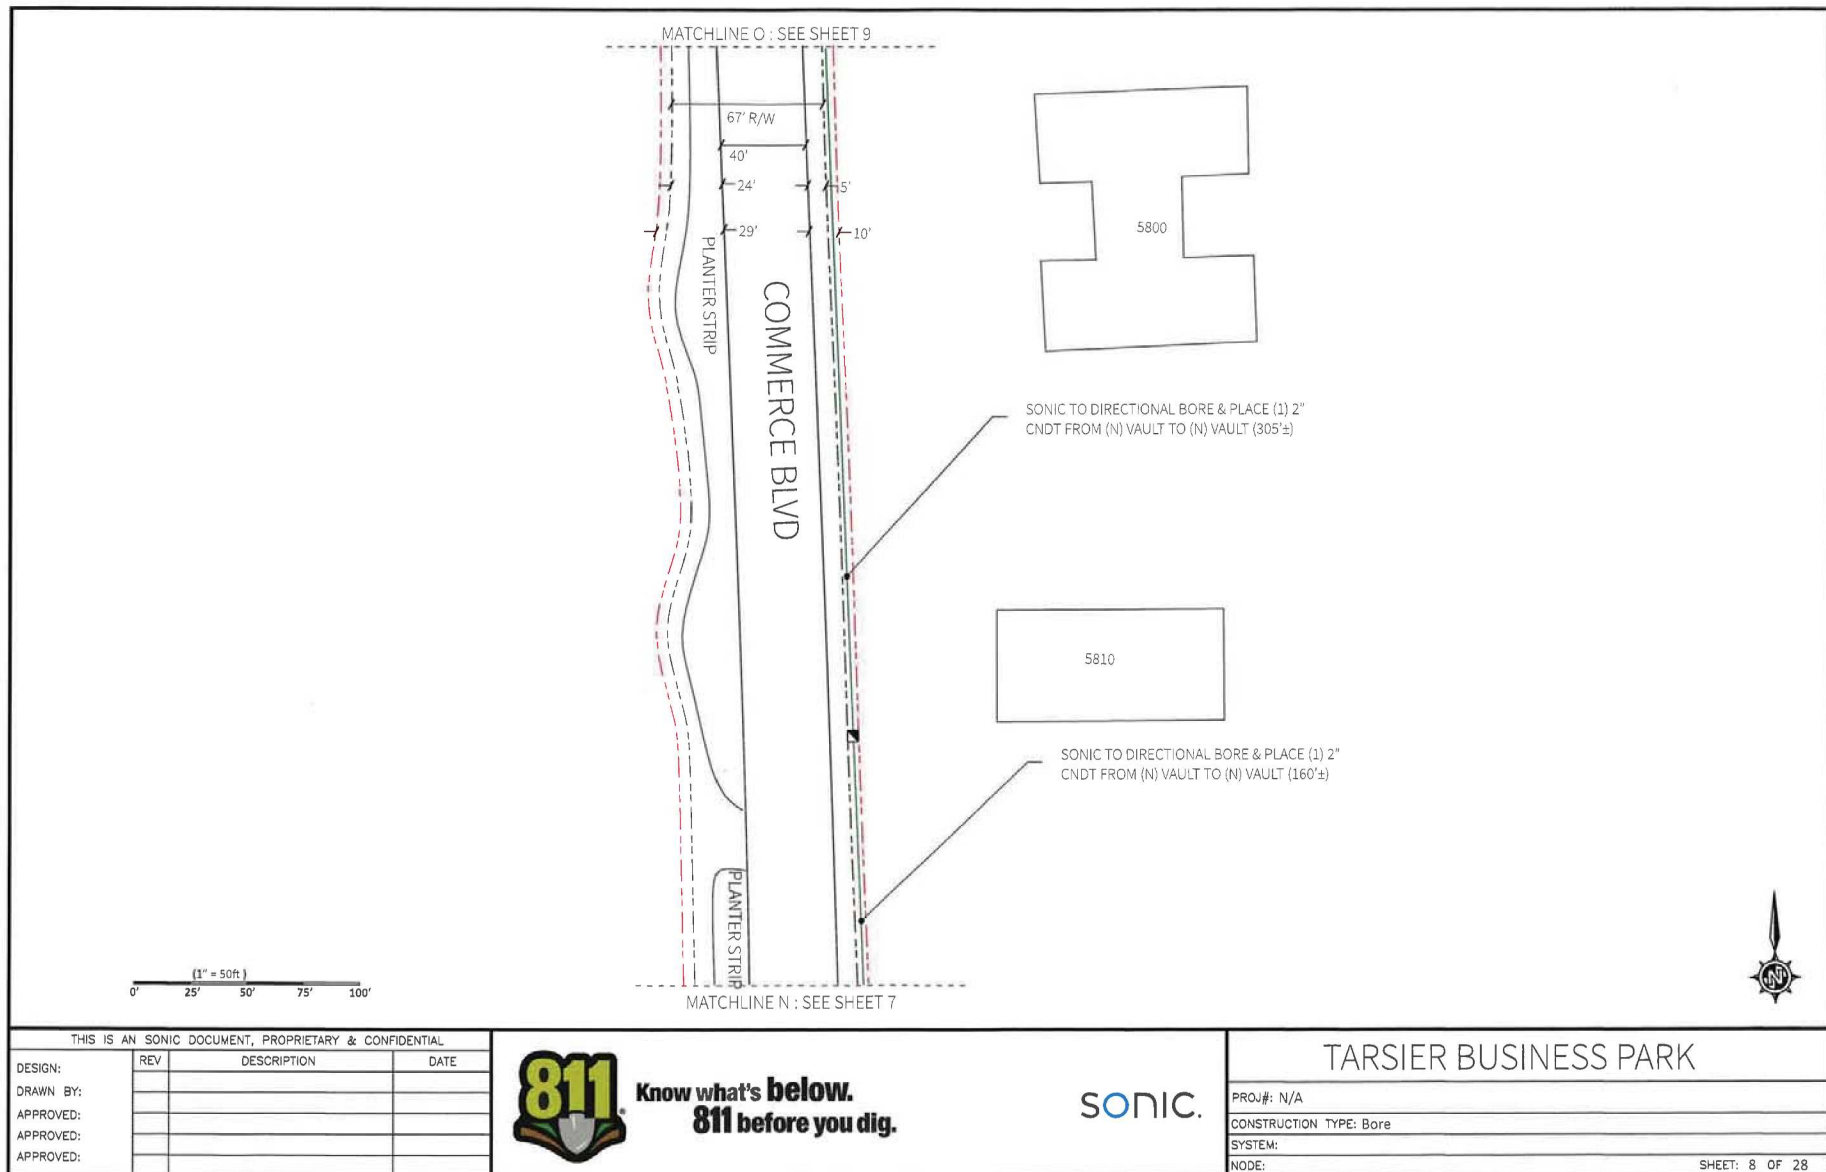 MATCHLINE O : SEE SHEET 9
67' R/W
40'
24'
5'
29'
10'
PLANTER STRIP
COMMERCE BLVD
5800
SONIC TO DIRECTIONAL BORE & PLACE (1) 2"
CNDT FROM (N) VAULT TO (N) VAULT (305'±)
5810
SONIC TO DIRECTIONAL BORE & PLACE (1) 2"
CNDT FROM (N) VAULT TO (N) VAULT (160'±)
PLANTER STRIP
N
(1" = 50ft )
0' 25' 50' 75' 100'
MATCHLINE N : SEE SHEET 7
THIS IS AN SONIC DOCUMENT, PROPRIETARY & CONFIDENTIAL
REV DESCRIPTION DATE
DESIGN:
DRAWN BY:
APPROVED:
APPROVED:
APPROVED:
811
Know what's below.
811 before you dig.
sonic.
TARSIER BUSINESS PARK
PROJ#: N/A
CONSTRUCTION TYPE: Bore
SYSTEM:
NODE:
SHEET: 8 OF 28